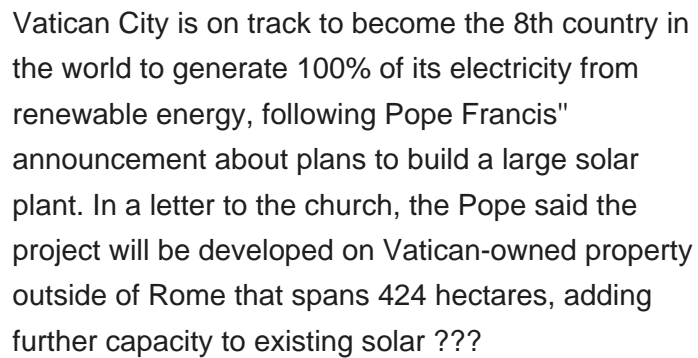 Vatican City is on track to become the 8th country in
the world to generate 100% of its electricity from
renewable energy, following Pope Francis"
announcement about plans to build a large solar
plant. In a letter to the church, the Pope said the
project will be developed on Vatican-owned property
outside of Rome that spans 424 hectares, adding
further capacity to existing solar ???